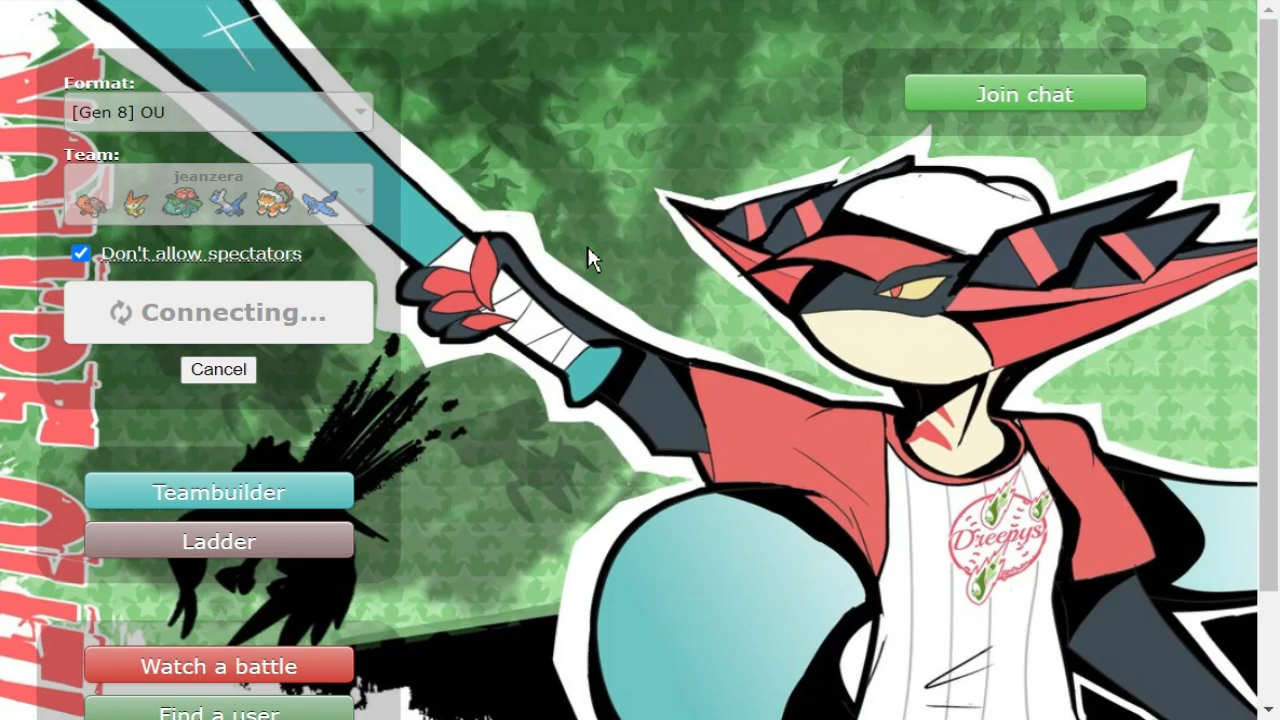 Format:
[Gen 8] OU
Team:
jeanzera
Don't allow spectators
Connecting...
Cancel
Teambuilder
Ladder
Watch a battle
Find a user
Join chat
Dreepys